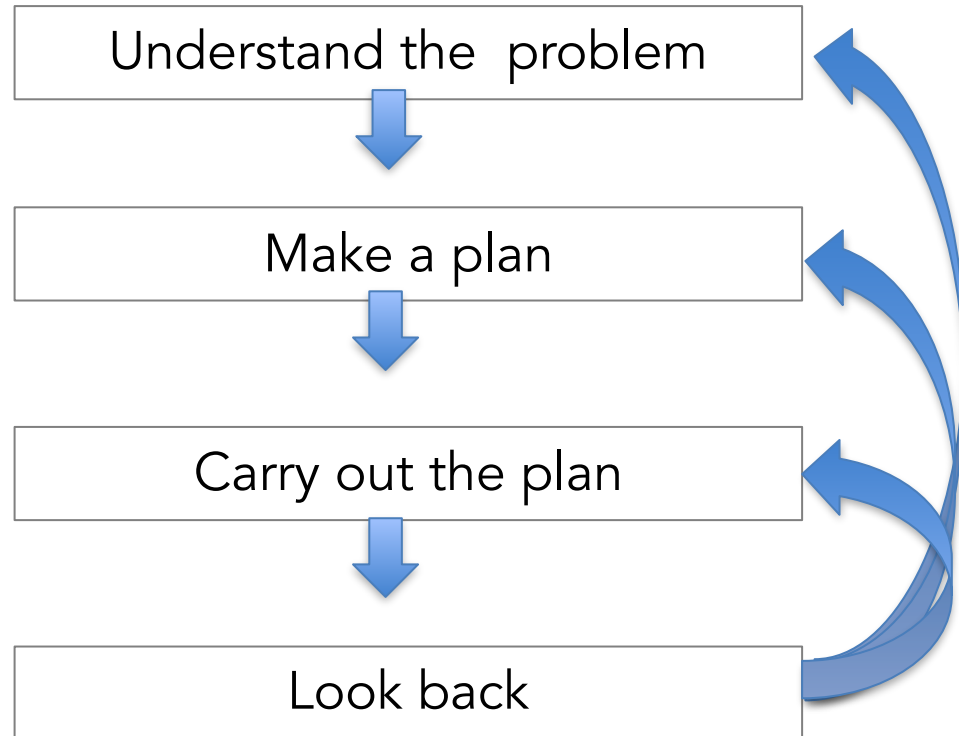 Understand the problem
Make a plan
Carry out the plan
Look back